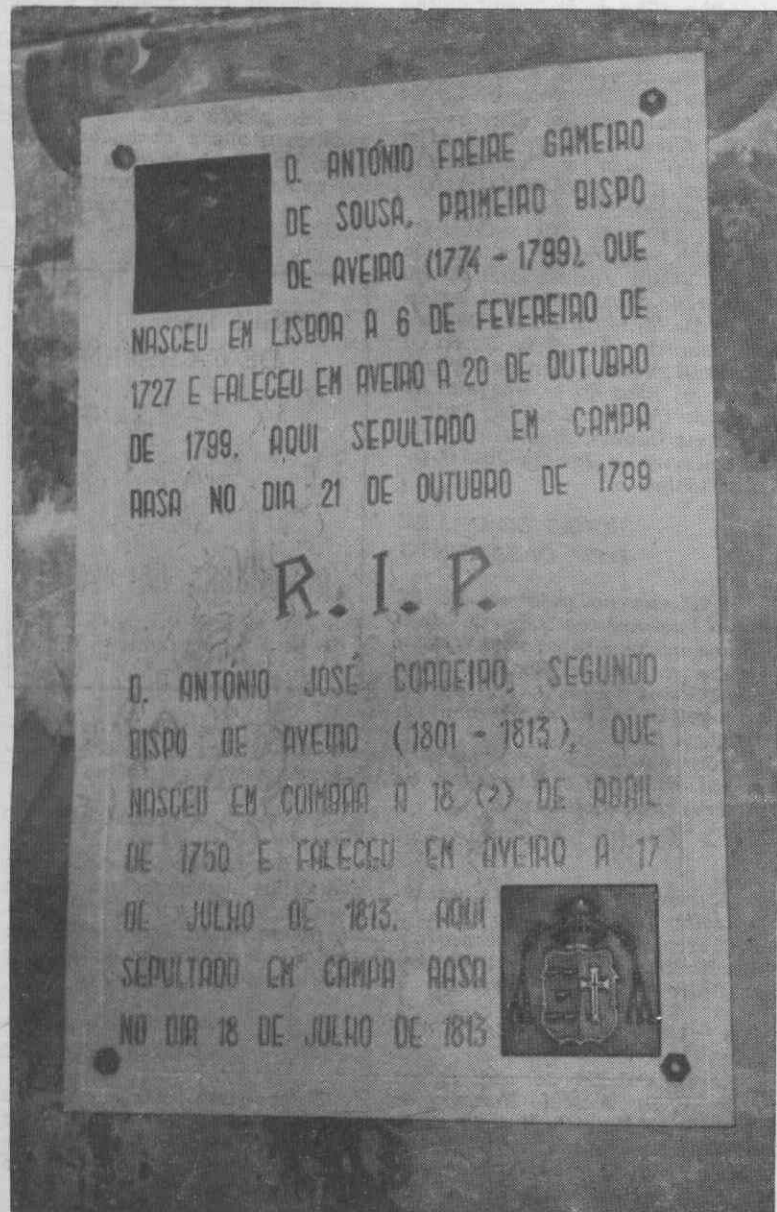 D. ANTÓNIO FREIRE GAMEIRO
DE SOUSA, PRIMEIRO BISPO
DE AVEIRO (1774 - 1799), QUE
NASCEU EM LISBOA A 6 DE FEVEREIRO DE
1727 E FALECEU EM AVEIRO A 20 DE OUTUBRO
DE 1799. AQUI SEPULTADO EM CAMPA
RASA NO DIA 21 DE OUTUBRO DE 1799
R. I. P.
D. ANTÓNIO JOSÉ CORDEIRO, SEGUNDO
BISPO DE AVEIRO (1801 - 1813), QUE
NASCEU EM COIMBRA A 18 (?) DE ABRIL
DE 1750 E FALECEU EM AVEIRO A 17
DE JULHO DE 1813. AQUI
SEPULTADO EM CAMPA RASA
NO DIA 18 DE JULHO DE 1813